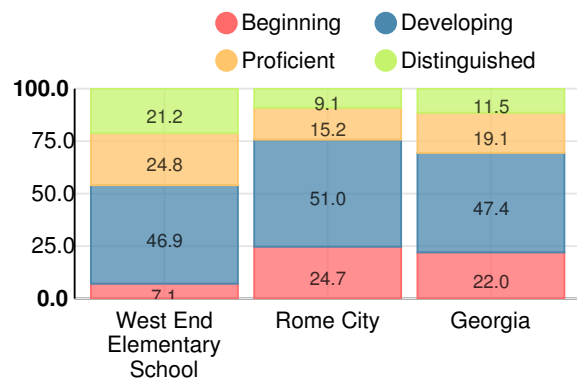 Beginning
Developing
Proficient
Distinguished
100.0
75.0
50.0
25.0
0.0
21.2
24.8
46.9
7.1
9.1
15.2
51.0
24.7
11.5
19.1
47.4
22.0
West End
Elementary
School
Rome City
Georgia